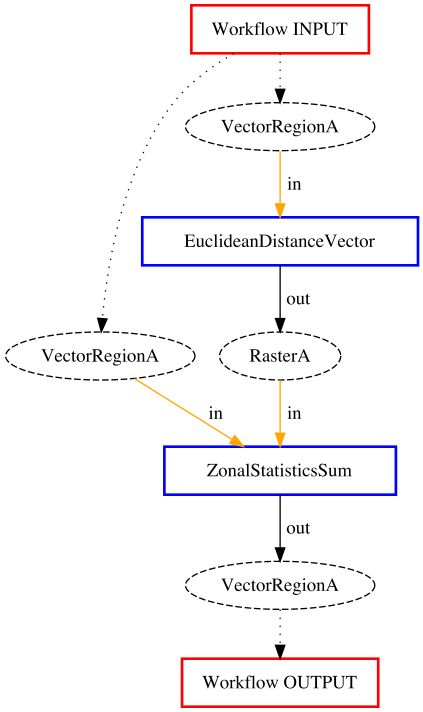 Workflow INPUT
VectorRegionA
in
EuclideanDistanceVector
out
VectorRegionA
RasterA
in
in
ZonalStatisticsSum
out
VectorRegionA
Workflow OUTPUT